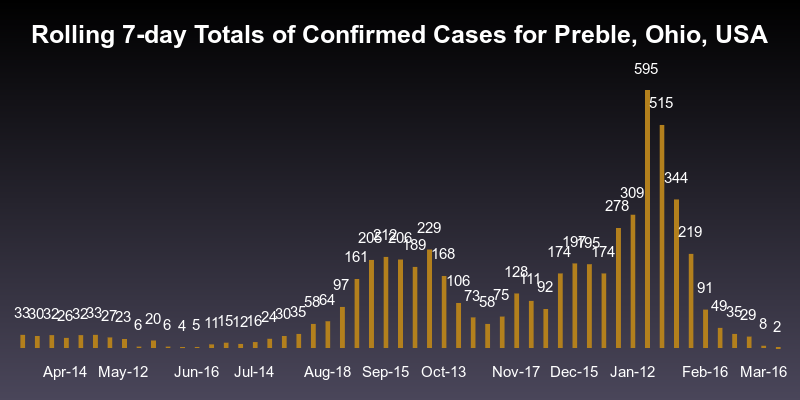 Rolling 7-day Totals of Confirmed Cases for Preble, Ohio, USA
33 30 32 26 32 33 27 23 6 20 6 4 5 11 15 12 16 24 30 35 58 64 97 161 212 206 189 229 168 106 73 58 75 128 111 92 174 197 195 174 278 309 595 515 344 219 91 49 35 29 8 2
Apr-14 May-12 Jun-16 Jul-14 Aug-18 Sep-15 Oct-13 Nov-17 Dec-15 Jan-12 Feb-16 Mar-16